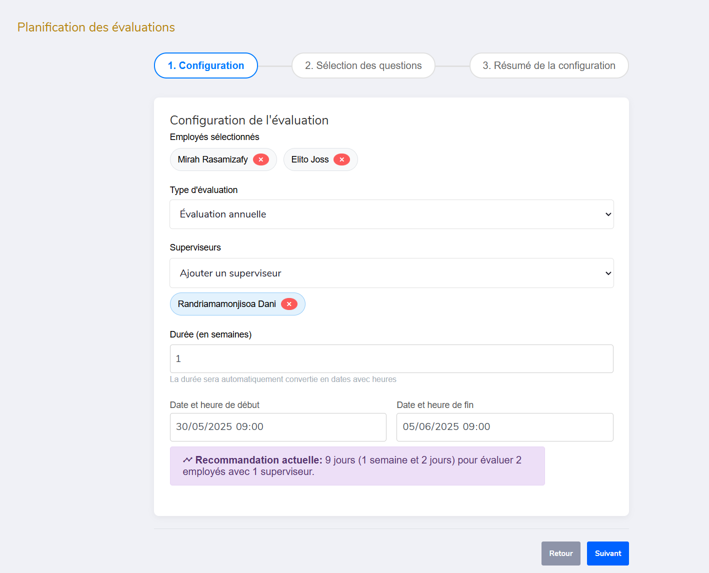 Planification des évaluations
1. Configuration
2. Sélection des questions
3. Résumé de la configuration
Configuration de l'évaluation
Employés sélectionnés
Mirah Rasamizafy ×
Elito Joss ×
Type d'évaluation
Évaluation annuelle
Superviseurs
Ajouter un superviseur
Randriamamonjisoa Dani ×
Durée (en semaines)
1
La durée sera automatiquement convertie en dates avec heures
Date et heure de début
Date et heure de fin
30/05/2025 09:00
05/06/2025 09:00
Recommandation actuelle: 9 jours (1 semaine et 2 jours) pour évaluer 2
employés avec 1 superviseur.
Retour
Suivant